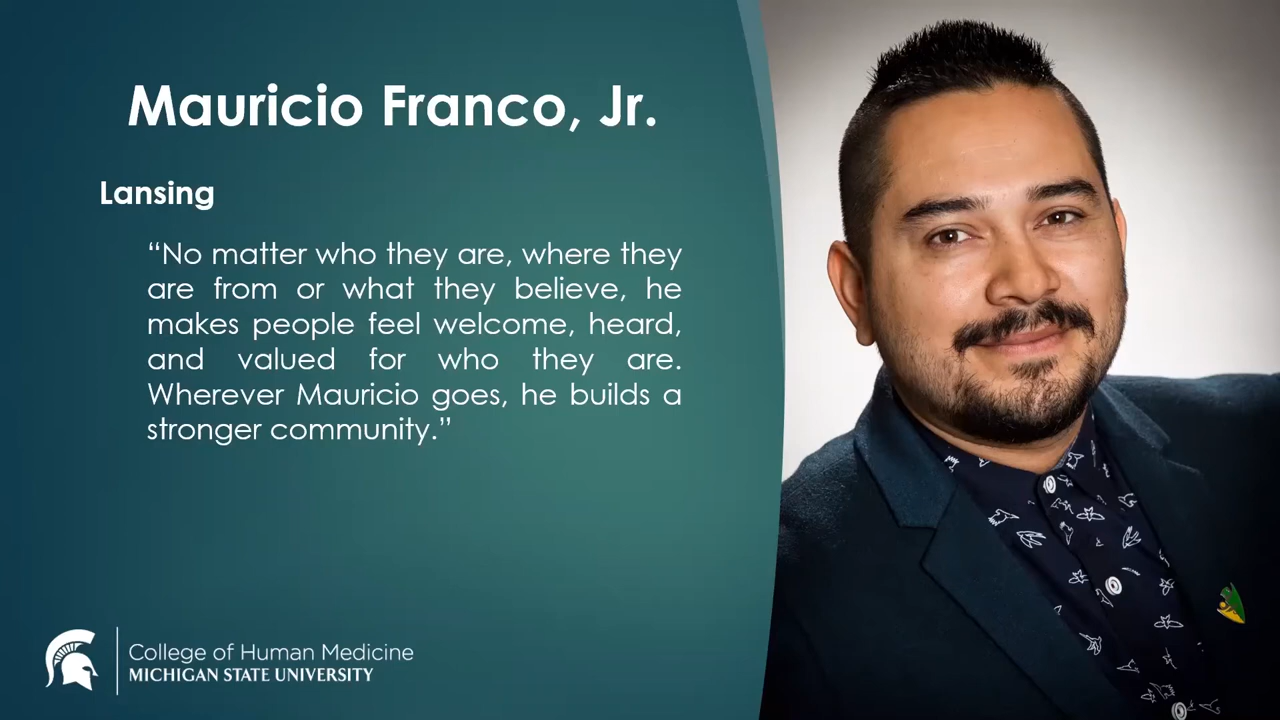 Mauricio Franco, Jr.
Lansing
“No matter who they are, where they
are from or what they believe, he
makes people feel welcome, heard,
and valued for who they are.
Wherever Mauricio goes, he builds a
stronger community.”
College of Human Medicine
MICHIGAN STATE UNIVERSITY